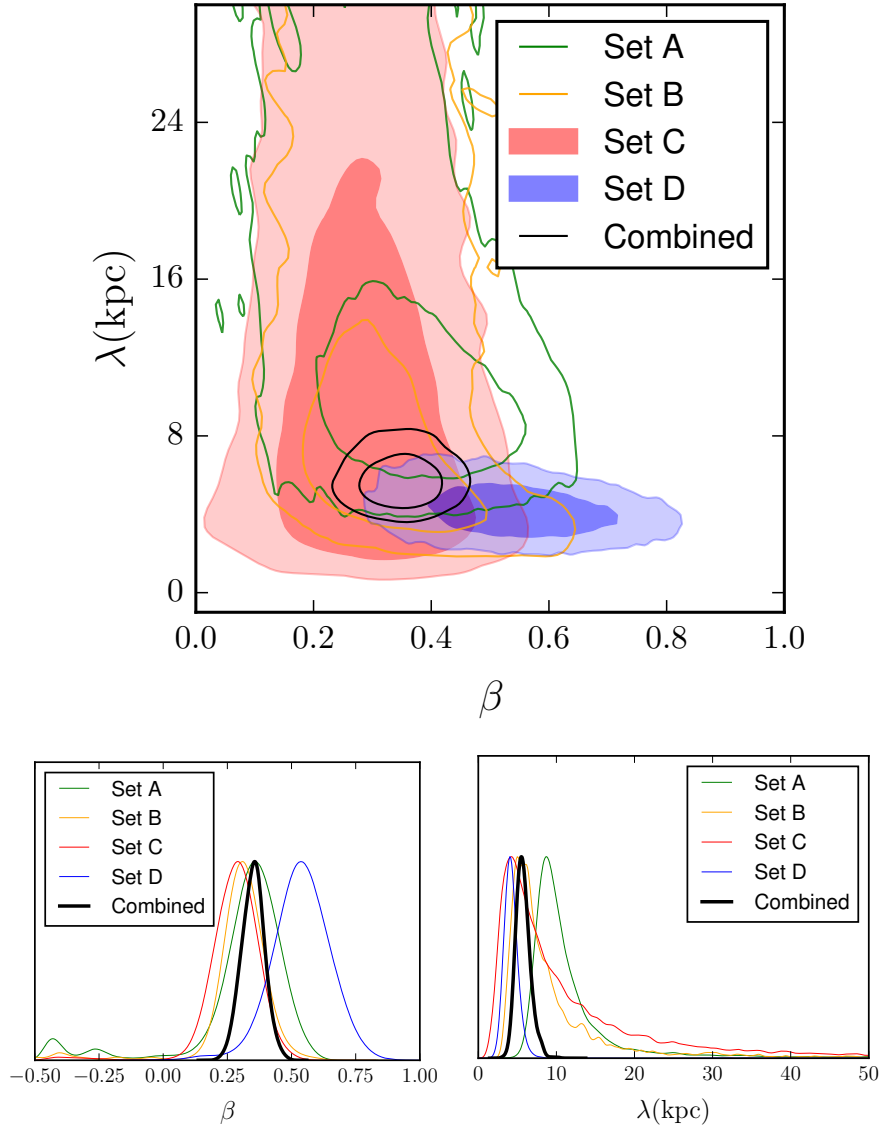 Set A
Set B
Set C
Set D
Combined
24
16
8
0
λ(kpc)
0.0 0.2 0.4 0.6 0.8 1.0
β
Set A
Set B
Set C
Set D
Combined
−0.50 −0.25 0.00 0.25 0.50 0.75 1.00
β
Set A
Set B
Set C
Set D
Combined
0 10 20 30 40 50
λ(kpc)